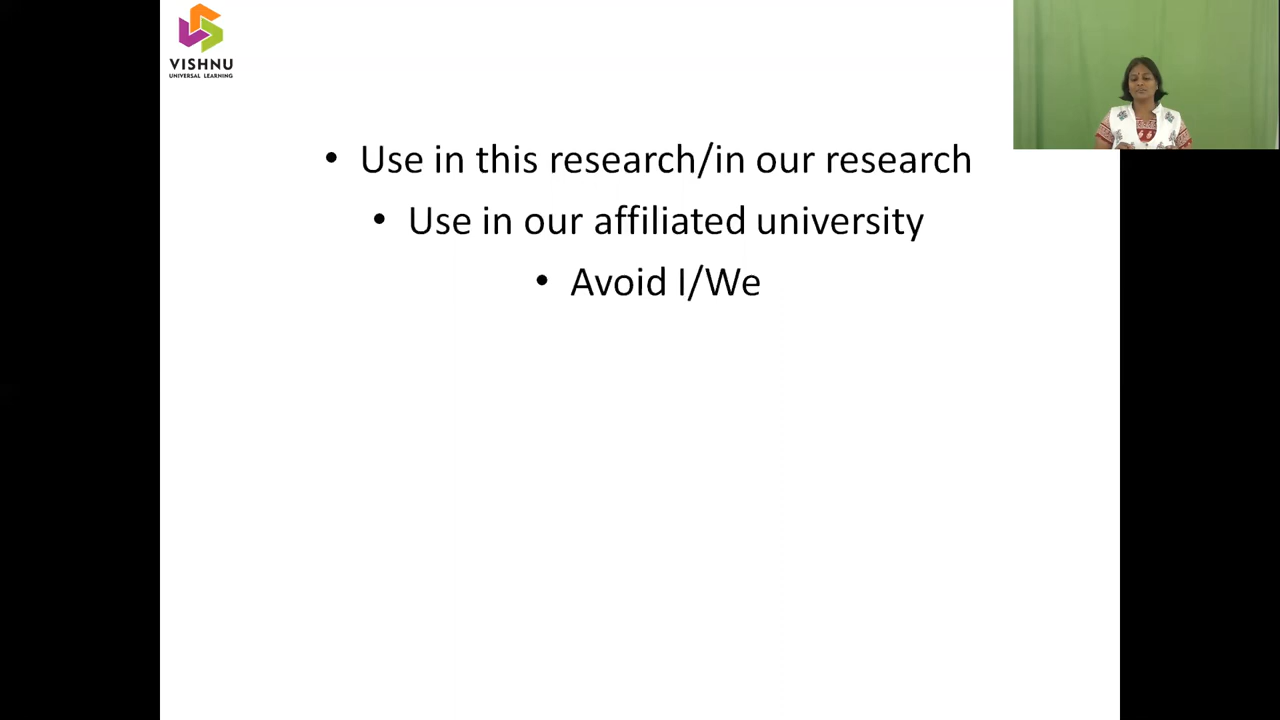 VISHNU
UNIVERSAL LEARNING
• Use in this research/in our research
• Use in our affiliated university
• Avoid I/We